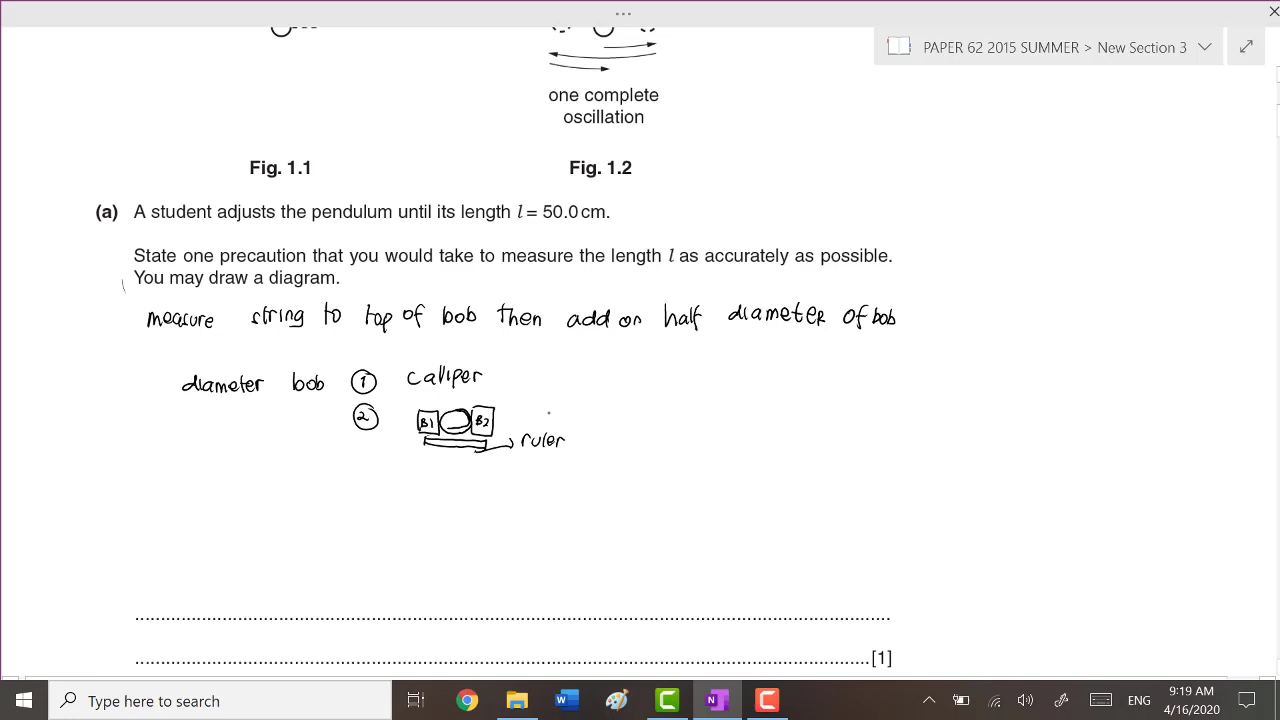 ...
PAPER 62 2015 SUMMER > New Section 3
one complete
oscillation
Fig. 1.1
Fig. 1.2
(a) A student adjusts the pendulum until its length l = 50.0 cm.
State one precaution that you would take to measure the length l as accurately as possible.
You may draw a diagram.
measure string to top of bob then add on half diameter of bob
diameter bob 1 calliper
2 B1 B2
ruler
[1]
Type here to search
ENG
3:19 AM
4/16/2020